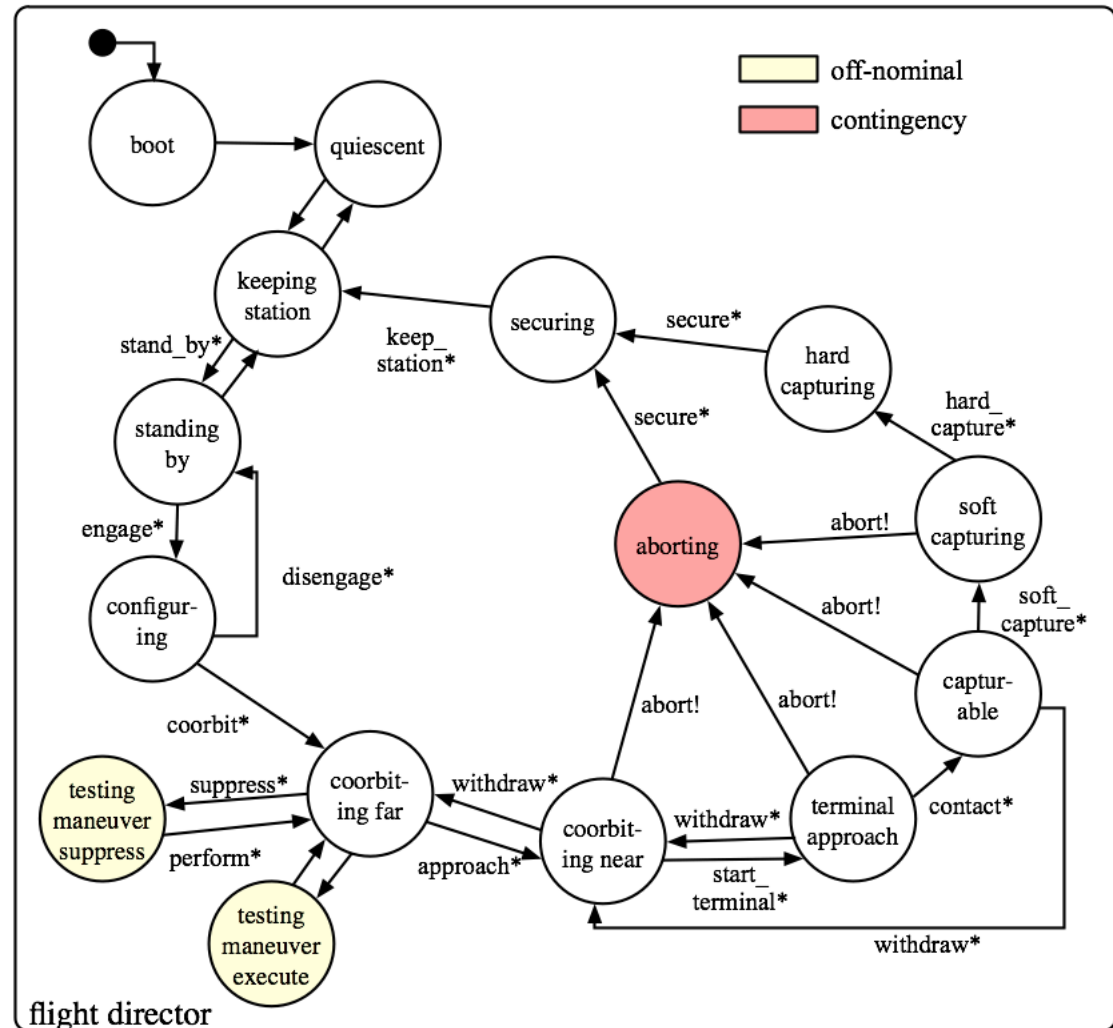 off-nominal
contingency
boot
quiescent
keeping
station
securing
hard
capturing
secure*
keep_
station*
stand_by*
standing
by
secure*
hard_
capture*
soft
capturing
engage*
aborting
abort!
disengage*
configur-
ing
abort!
soft_
capture*
captur-
able
abort!
abort!
coorbit*
coorbit-
ing far
testing
maneuver
suppress
suppress*
perform*
withdraw*
approach*
coorbit-
ing near
withdraw*
start_
terminal*
terminal
approach
contact*
testing
maneuver
execute
withdraw*
flight director